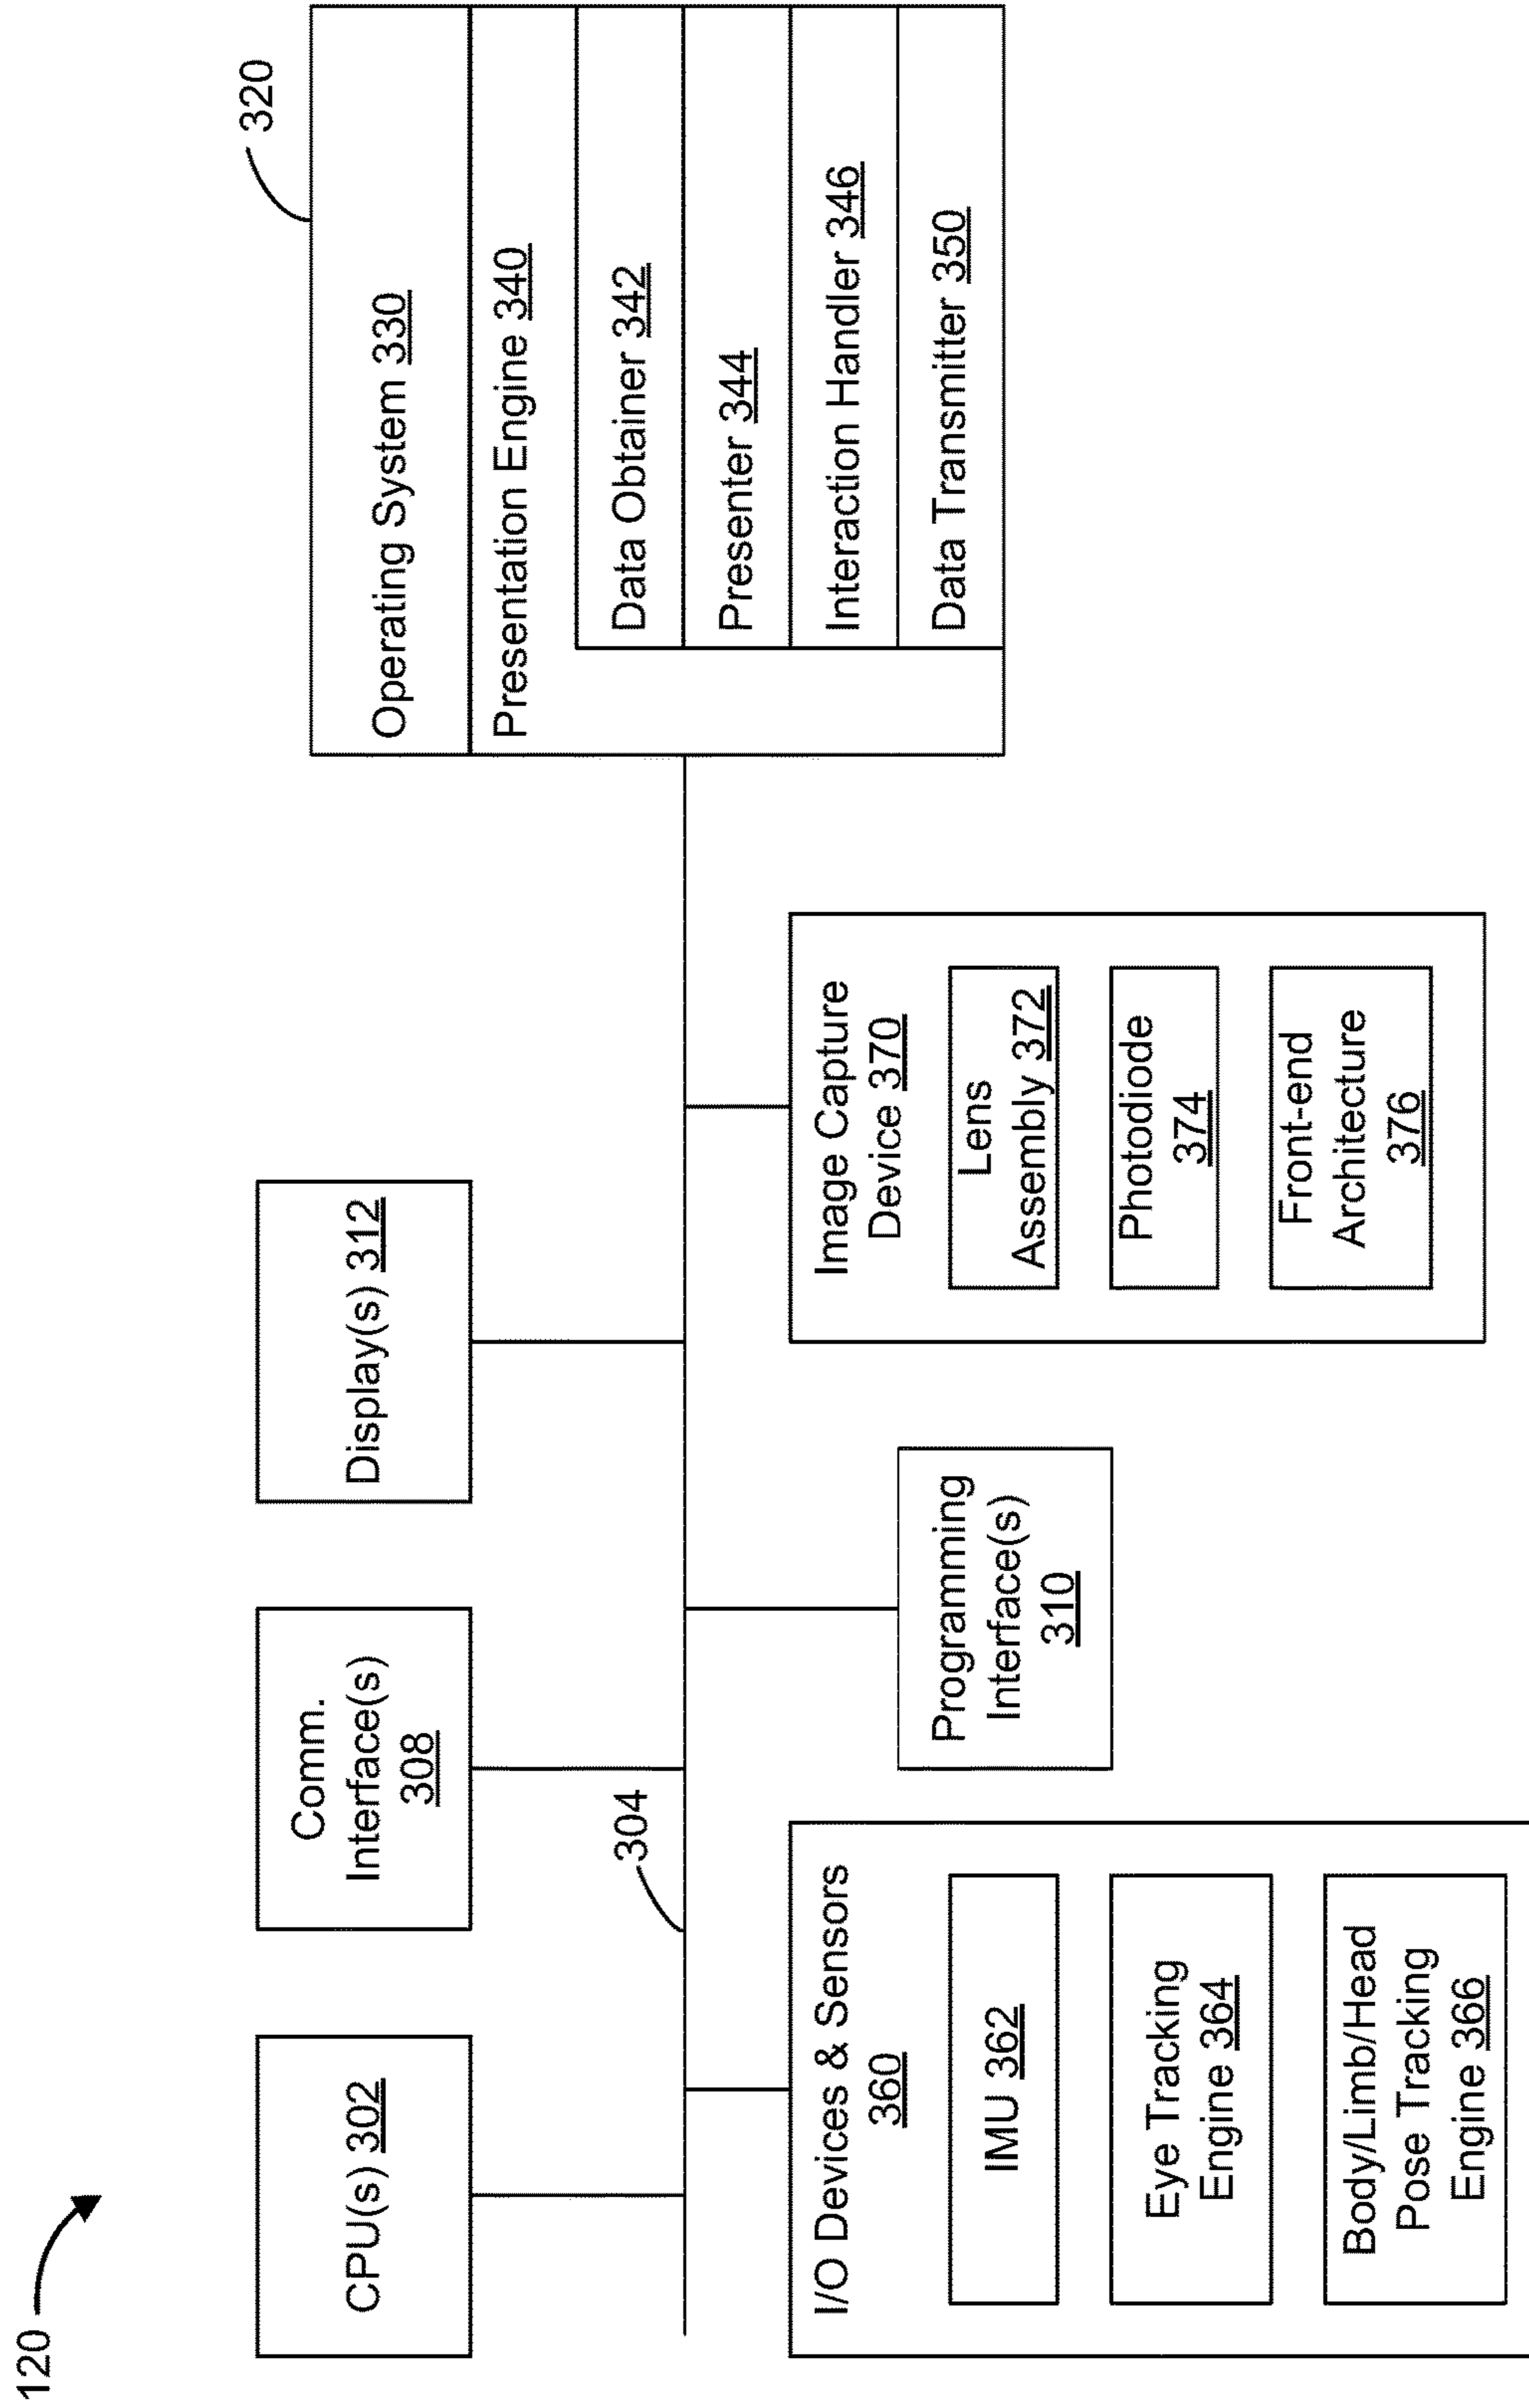 120
CPU(s) 302
Comm.
Interface(s)
308
Display(s) 312
304
I/O Devices & Sensors
360
IMU 362
Eye Tracking
Engine 364
Body/Limb/Head
Pose Tracking
Engine 366
Programming
Interface(s)
310
Image Capture
Device 370
Lens
Assembly 372
Photodiode
374
Front-end
Architecture
376
320
Operating System 330
Presentation Engine 340
Data Obtainer 342
Presenter 344
Interaction Handler 346
Data Transmitter 350